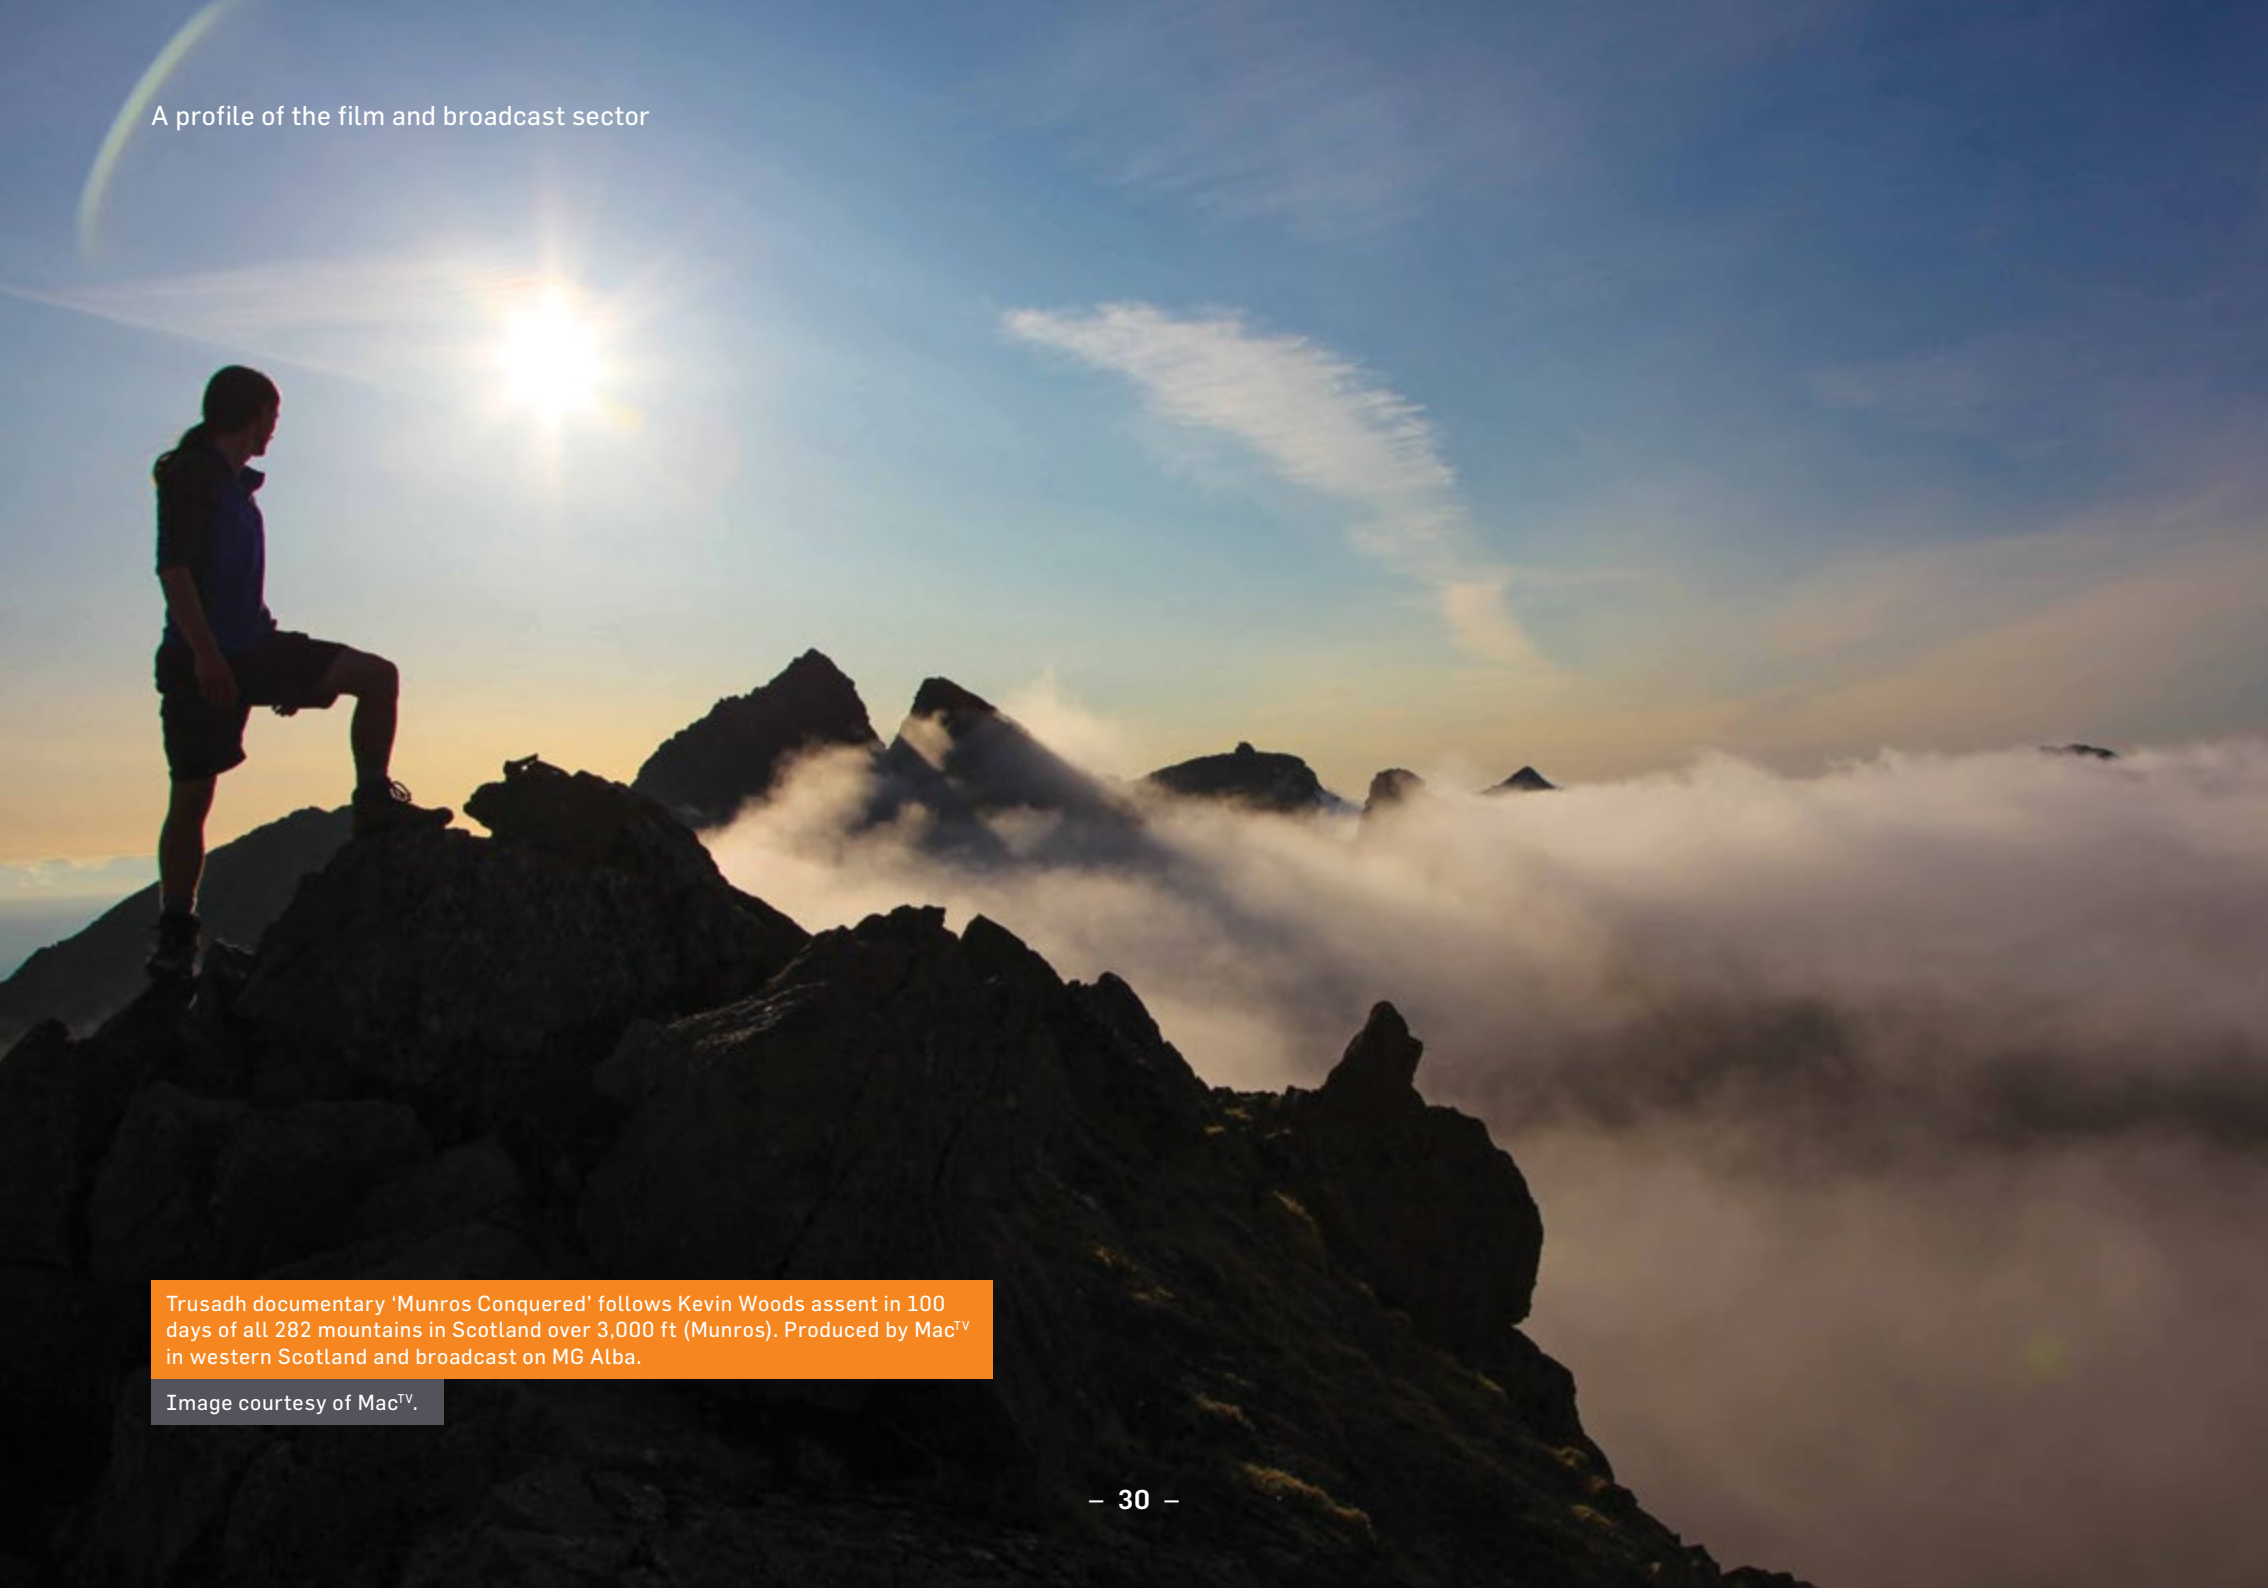 A profile of the film and broadcast sector
Trusadh documentary ‘Munros Conquered’ follows Kevin Woods assent in 100
days of all 282 mountains in Scotland over 3,000 ft (Munros). Produced by MacTV
in western Scotland and broadcast on MG Alba.
Image courtesy of MacTV.
– 30 –